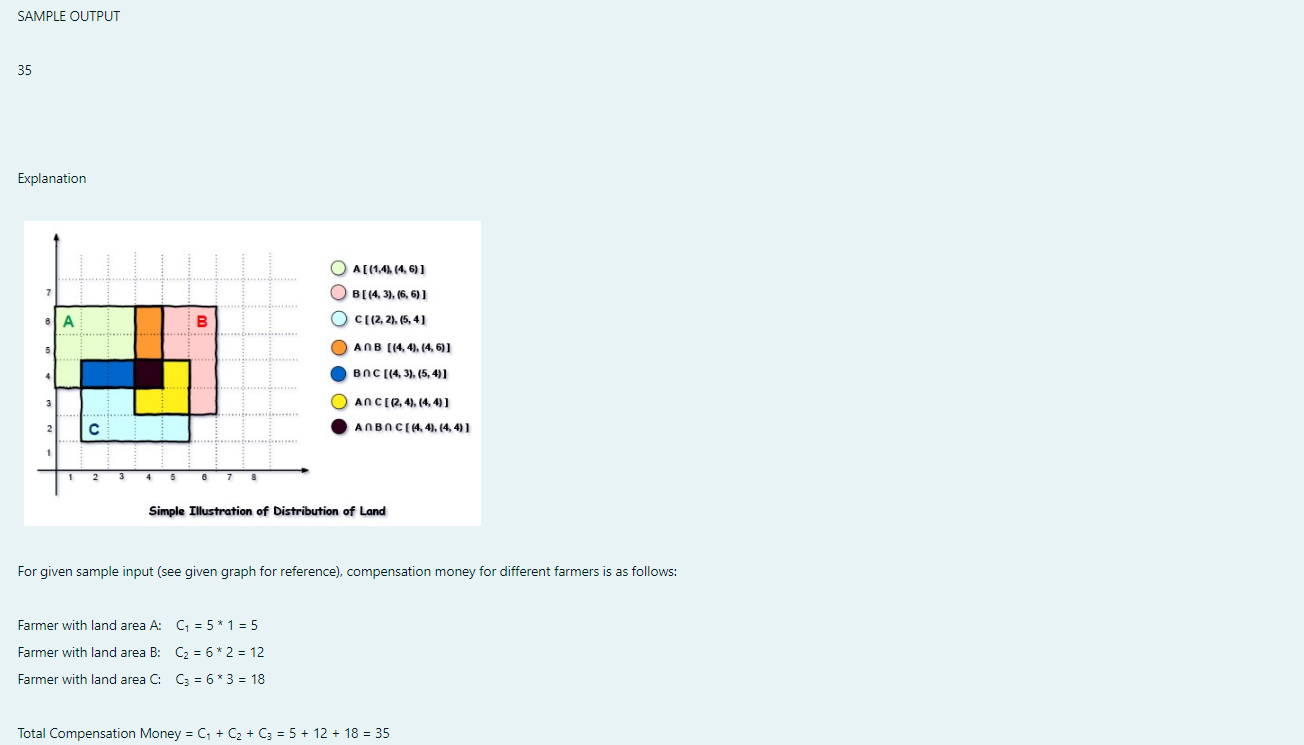 SAMPLE OUTPUT
35
Explanation
7
6
5
4
3
2
1
1 2 3 4 5 6 7 8
A
B
C
A [ (1,4), (4, 6) ]
B [ (4, 3), (6, 6) ]
C [ (2, 2), (5, 4 ]
A ∩ B [(4, 4), (4, 6)]
B ∩ C [ (4, 3), (5, 4)]
A ∩ C [ (2, 4), (4, 4) ]
A ∩ B ∩ C [ (4, 4), (4, 4) ]
Simple Illustration of Distribution of Land
For given sample input (see given graph for reference), compensation money for different farmers is as follows:
Farmer with land area A: C₁ = 5 * 1 = 5
Farmer with land area B: C₂ = 6 * 2 = 12
Farmer with land area C: C₃ = 6 * 3 = 18
Total Compensation Money = C₁ + C₂ + C₃ = 5 + 12 + 18 = 35